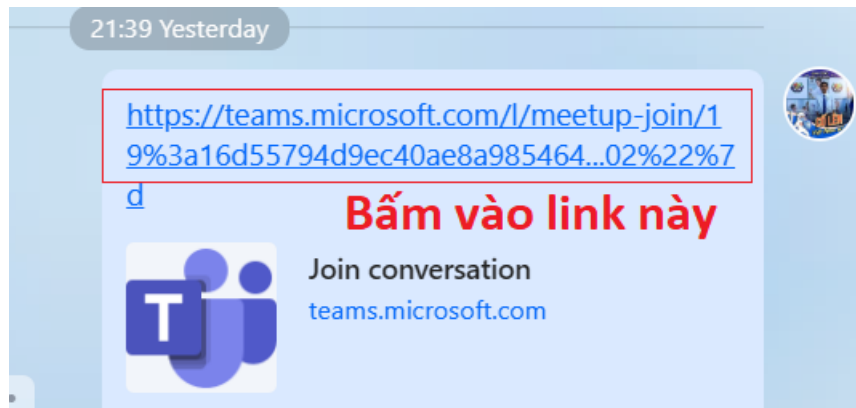 21:39 Yesterday
https://teams.microsoft.com/l/meetup-join/1
9%3a16d55794d9ec40ae8a985464...02%22%7
d
Bấm vào link này
Join conversation
T
teams.microsoft.com